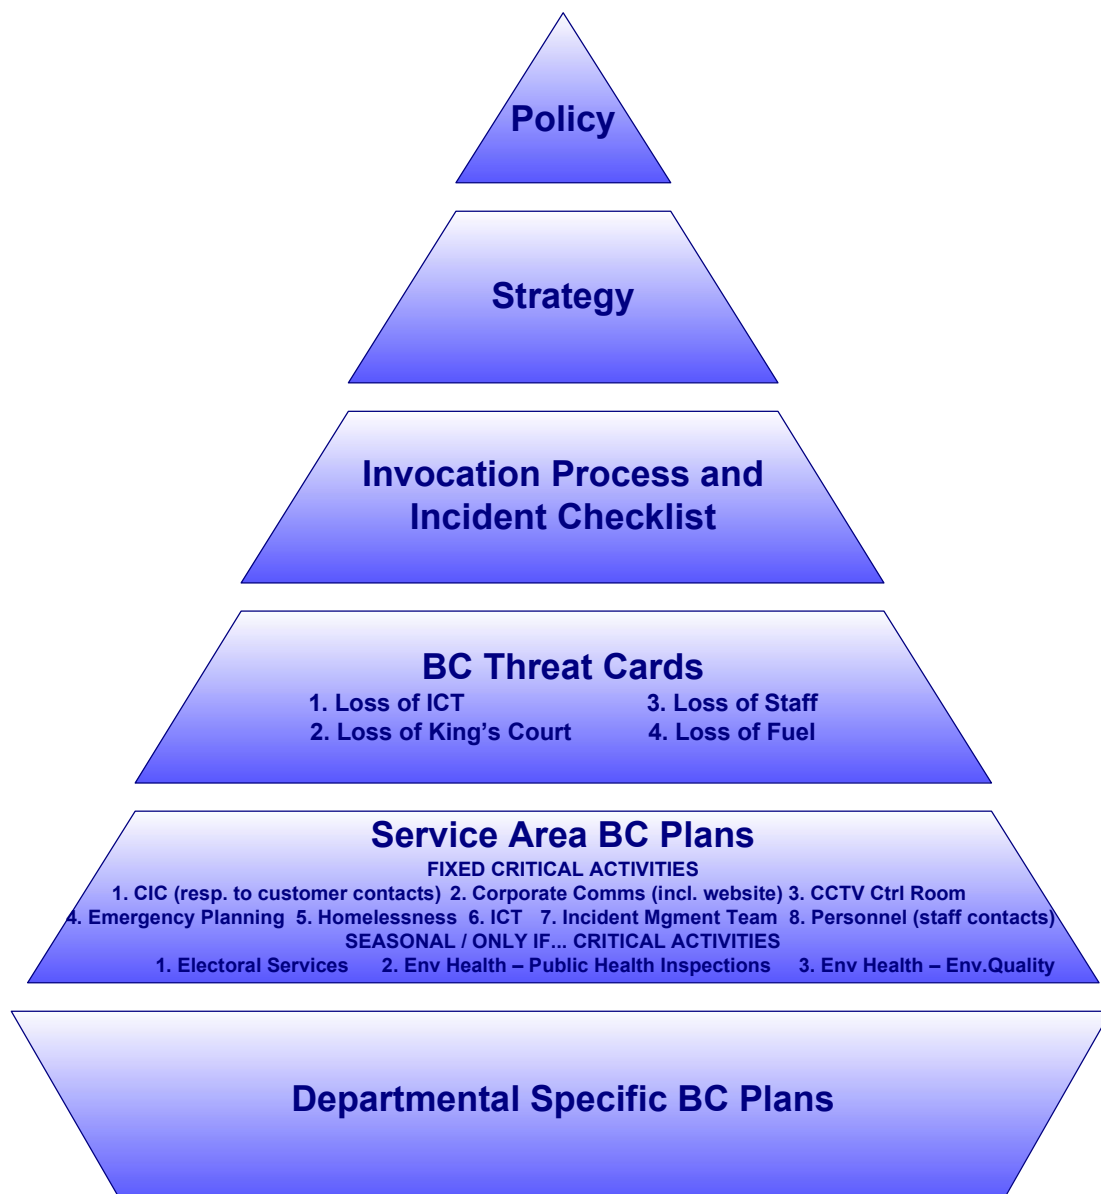 Policy
Strategy
Invocation Process and
Incident Checklist
BC Threat Cards
1. Loss of ICT 3. Loss of Staff
2. Loss of King's Court 4. Loss of Fuel
Service Area BC Plans
FIXED CRITICAL ACTIVITIES
1. CIC (resp. to customer contacts) 2. Corporate Comms (incl. website) 3. CCTV Ctrl Room
4. Emergency Planning 5. Homelessness 6. ICT 7. Incident Mgment Team 8. Personnel (staff contacts)
SEASONAL / ONLY IF... CRITICAL ACTIVITIES
1. Electoral Services 2. Env Health – Public Health Inspections 3. Env Health – Env.Quality
Departmental Specific BC Plans